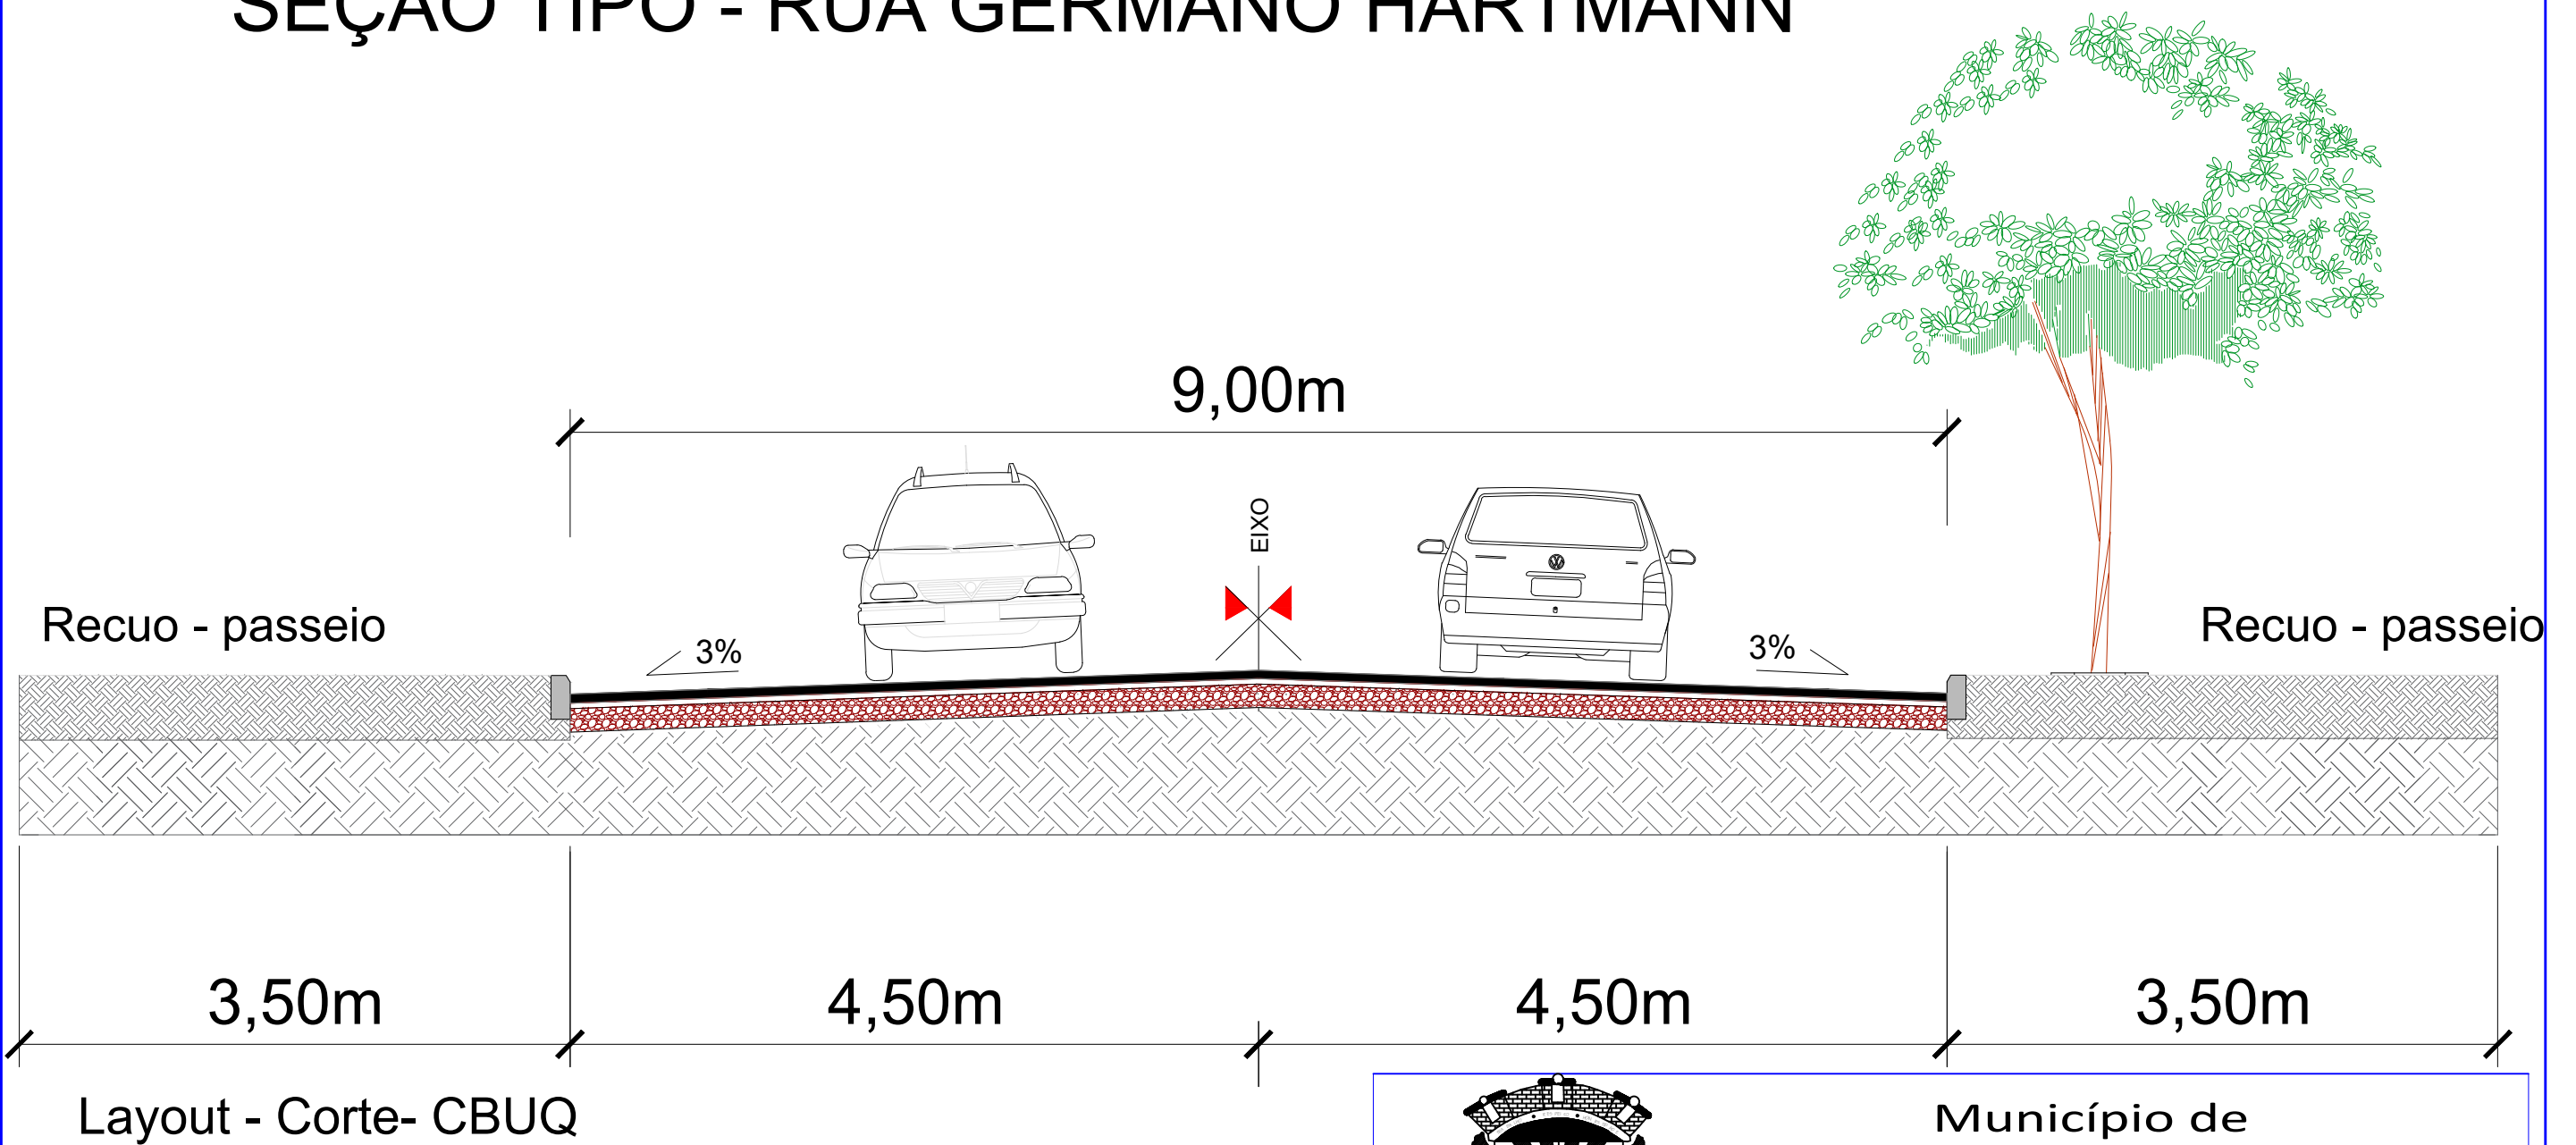 SEÇÃO TIPO - RUA GERMANO HARTMANN
9,00m
EIXO
Recuo - passeio
3%
3%
Recuo - passeio
3,50m
4,50m
4,50m
3,50m
Layout - Corte- CBUQ
Município de